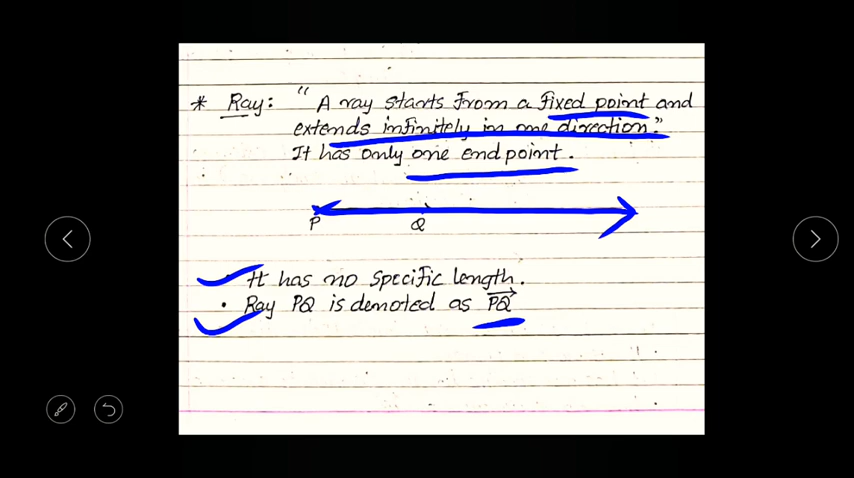 * Ray: "A ray starts from a fixed point and
extends infinitely in one direction."
It has only one end point.
P Q
It has no specific length.
• Ray PQ is denoted as \overrightarrow{PQ}